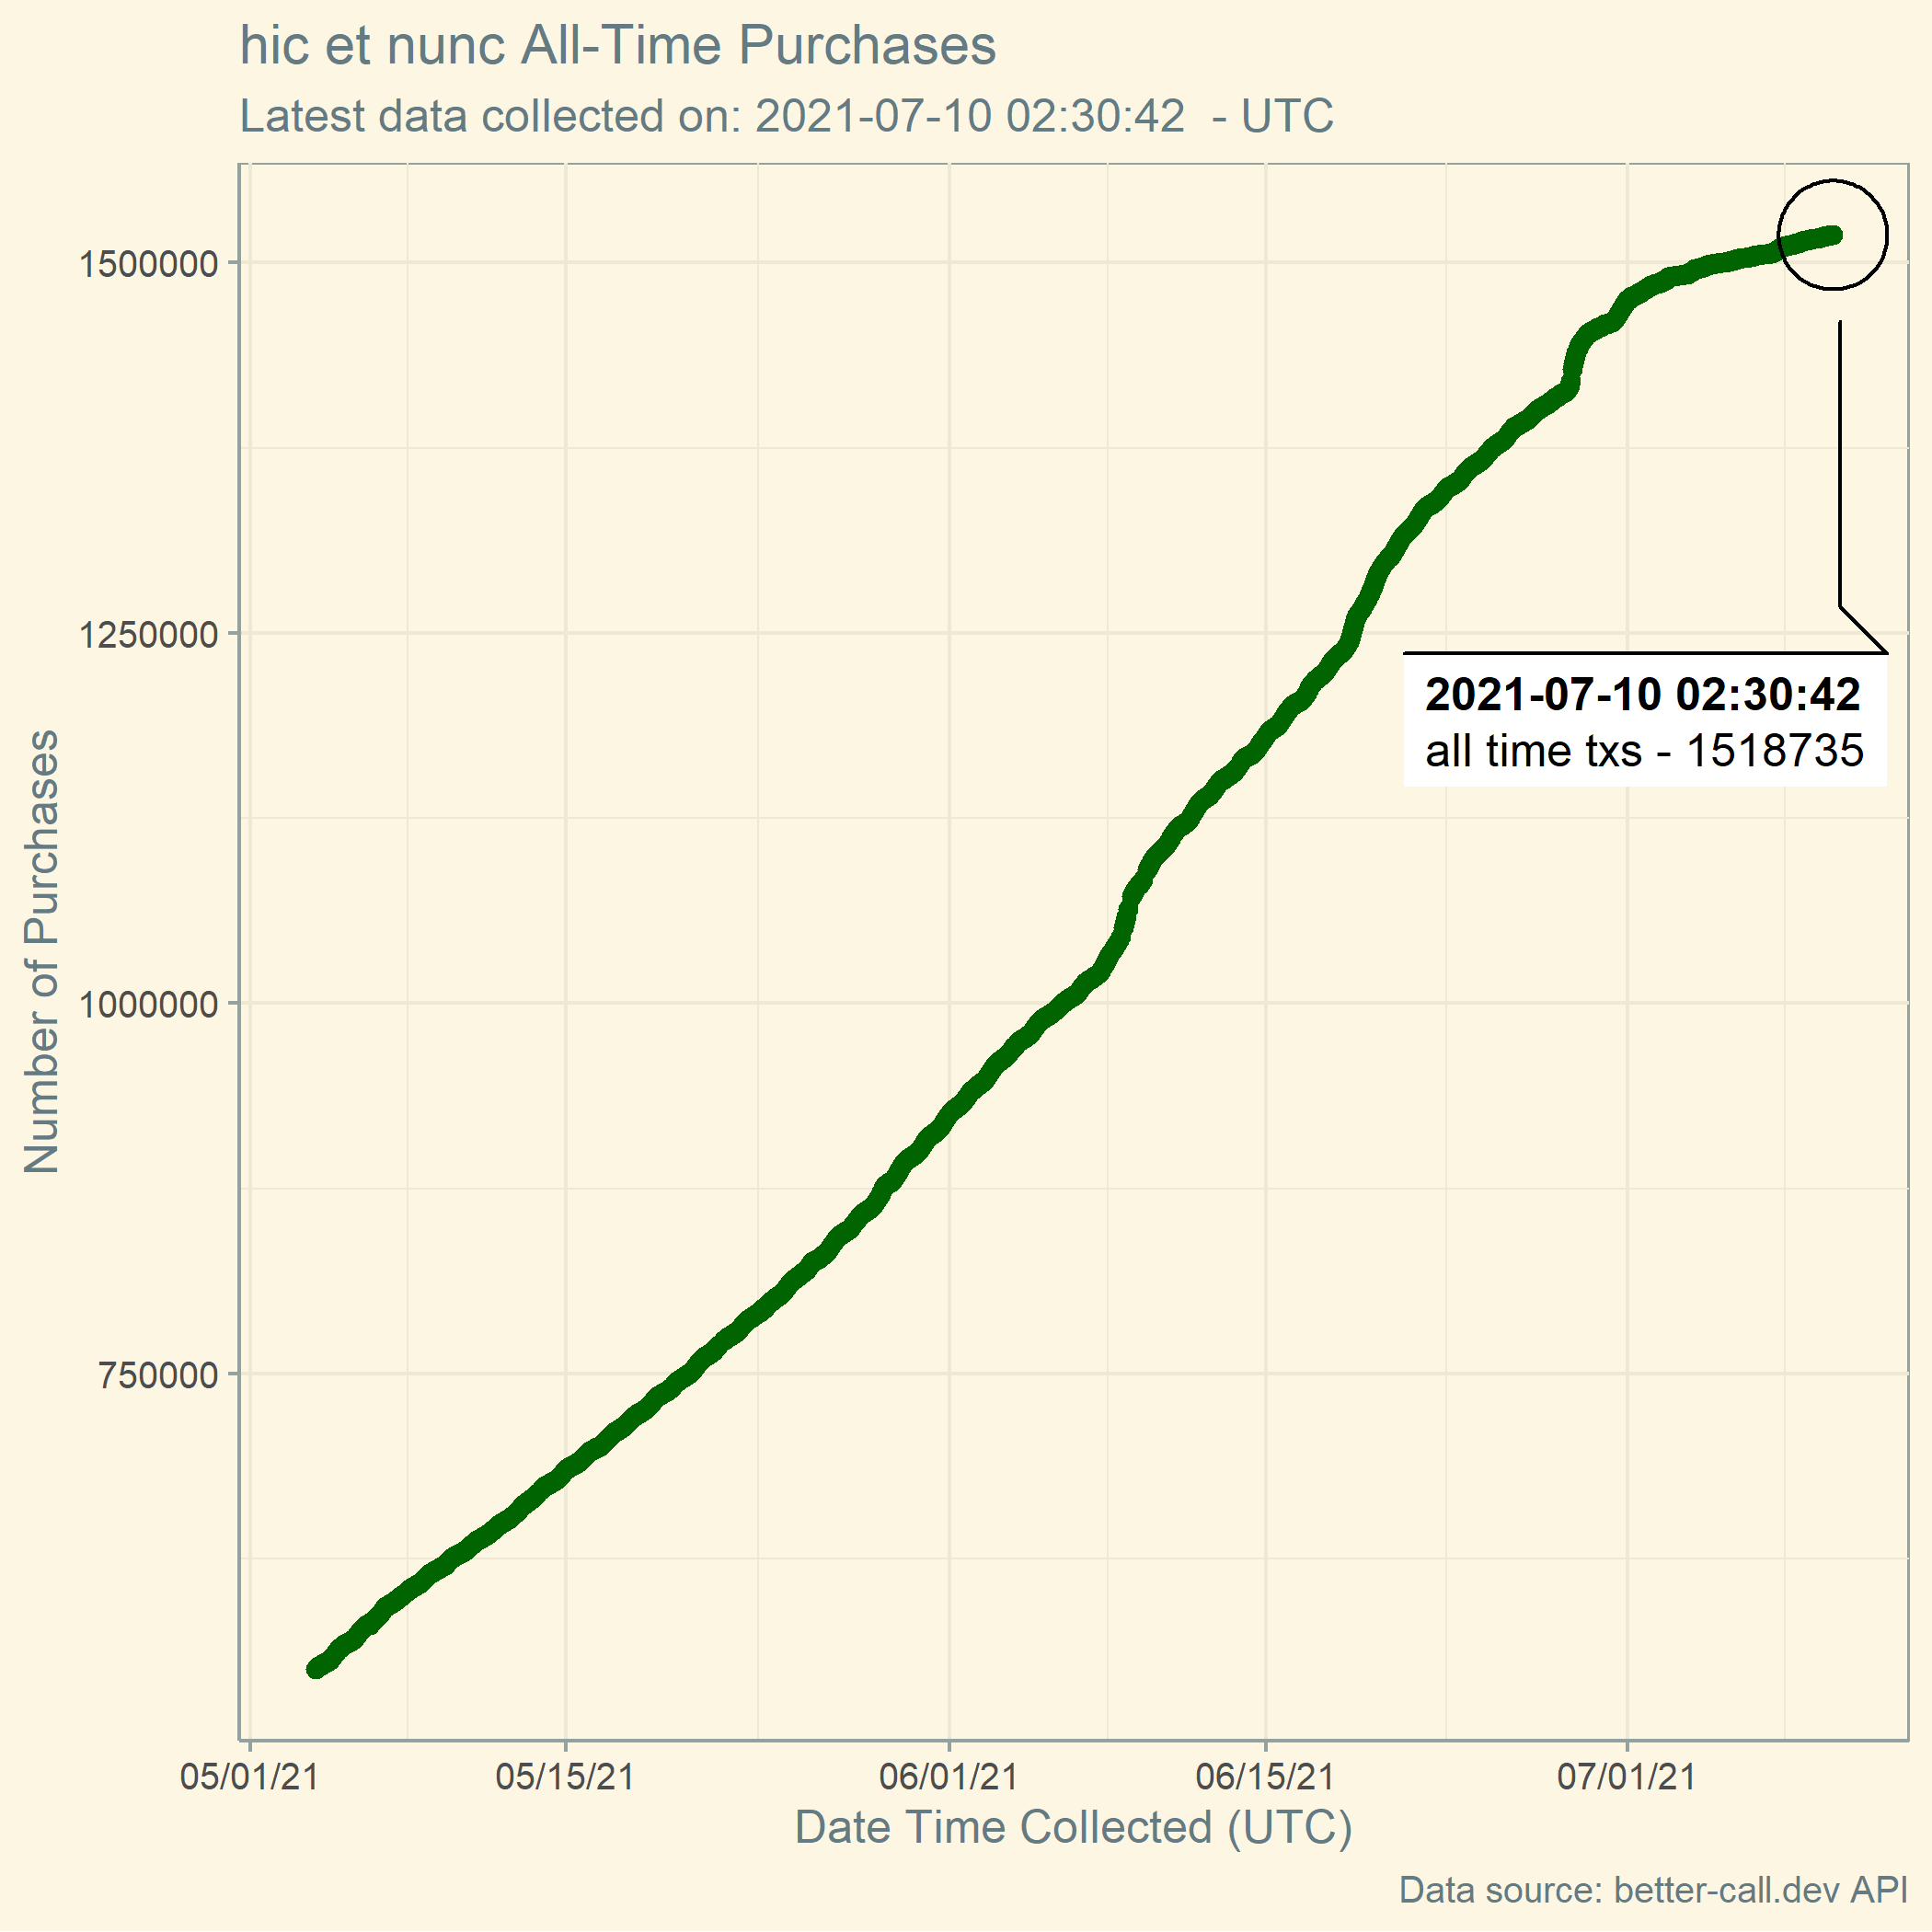 hic et nunc All-Time Purchases
Latest data collected on: 2021-07-10 02:30:42  - UTC
Number of Purchases
1500000
1250000
1000000
750000
2021-07-10 02:30:42
all time txs - 1518735
05/01/21 05/15/21 06/01/21 06/15/21 07/01/21
Date Time Collected (UTC)
Data source: better-call.dev API